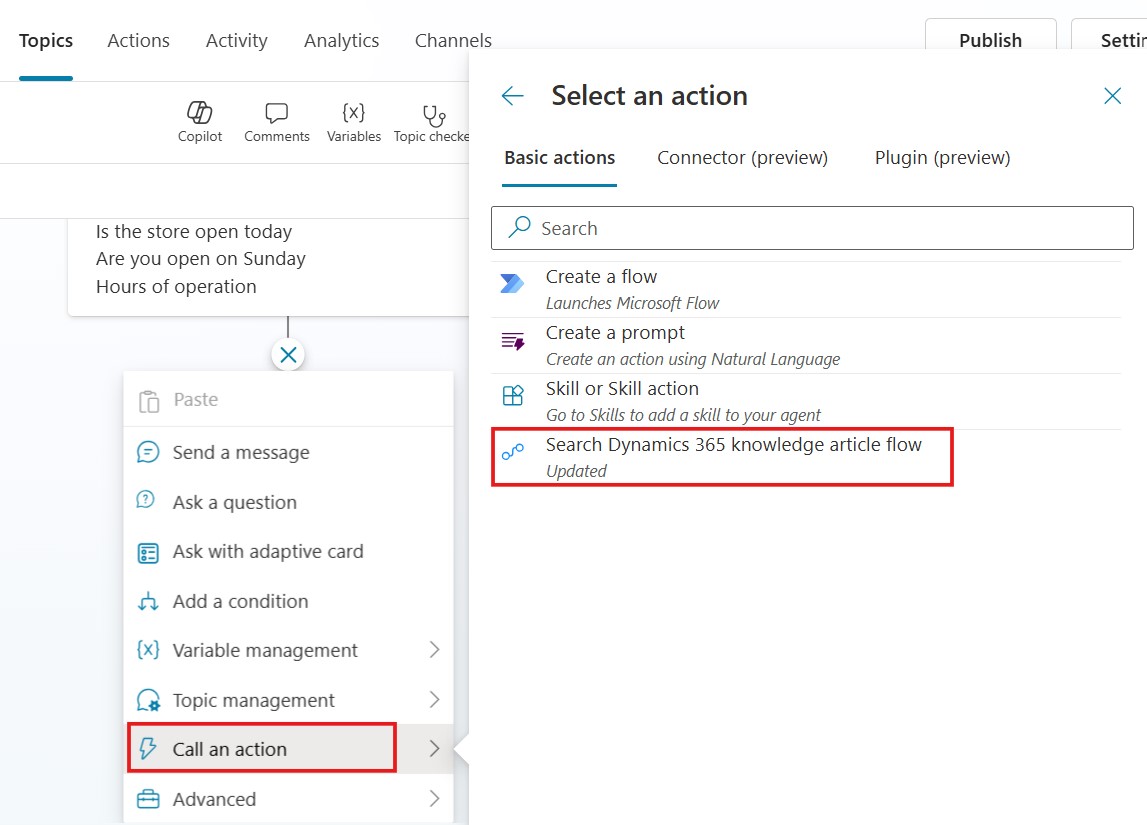 Topics Actions Activity Analytics Channels Publish
Copilot Comments Variables Topic checke
Is the store open today
Are you open on Sunday
Hours of operation
Paste
Send a message
Ask a question
Ask with adaptive card
Add a condition
{x} Variable management
Topic management
Call an action
Advanced
Select an action
Basic actions Connector (preview) Plugin (preview)
Search
Create a flow
Launches Microsoft Flow
Create a prompt
Create an action using Natural Language
Skill or Skill action
Go to Skills to add a skill to your agent
Search Dynamics 365 knowledge article flow
Updated